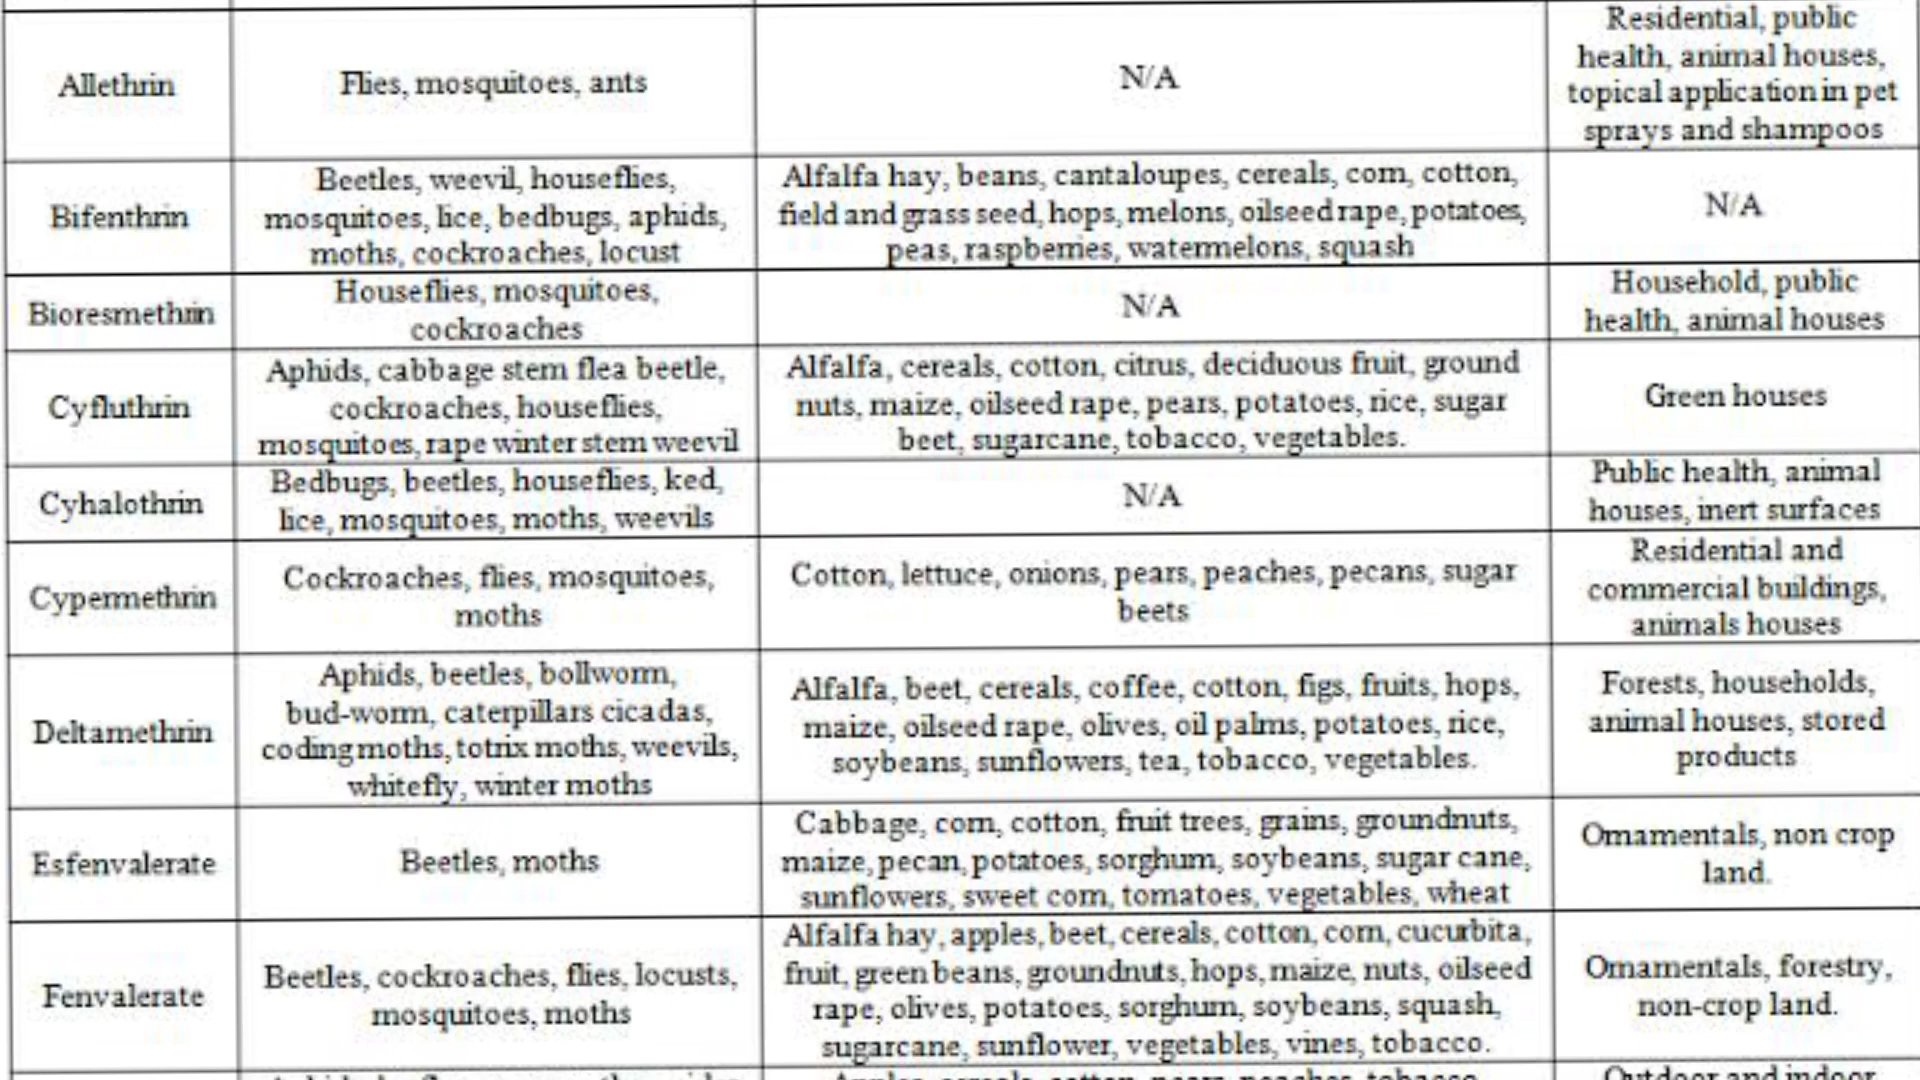 Allethrin
Flies, mosquitoes, ants
N/A
Residential, public
health, animal houses,
topical application in pet
sprays and shampoos
Bifenthrin
Beetles, weevil, houseflies,
mosquitoes, lice, bedbugs, aphids,
moths, cockroaches, locust
Alfalfa hay, beans, cantaloupes, cereals, corn, cotton,
field and grass seed, hops, melons, oilseed rape, potatoes,
peas, raspberries, watermelons, squash
N/A
Bioresmethrin
Houseflies, mosquitoes,
cockroaches
N/A
Household, public
health, animal houses
Cyfluthrin
Aphids, cabbage stem flea beetle,
cockroaches, houseflies,
mosquitoes, rape winter stem weevil
Alfalfa, cereals, cotton, citrus, deciduous fruit, ground
nuts, maize, oilseed rape, pears, potatoes, rice, sugar
beet, sugarcane, tobacco, vegetables.
Green houses
Cyhalothrin
Bedbugs, beetles, houseflies, ked,
lice, mosquitoes, moths, weevils
N/A
Public health, animal
houses, inert surfaces
Cypermethrin
Cockroaches, flies, mosquitoes,
moths
Cotton, lettuce, onions, pears, peaches, pecans, sugar
beets
Residential and
commercial buildings,
animals houses
Deltamethrin
Aphids, beetles, bollworm,
bud-worm, caterpillars cicadas,
coding moths, totrix moths, weevils,
whitefly, winter moths
Alfalfa, beet, cereals, coffee, cotton, figs, fruits, hops,
maize, oilseed rape, olives, oil palms, potatoes, rice,
soybeans, sunflowers, tea, tobacco, vegetables.
Forests, households,
animal houses, stored
products
Esfenvalerate
Beetles, moths
Cabbage, corn, cotton, fruit trees, grains, groundnuts,
maize, pecan, potatoes, sorghum, soybeans, sugar cane,
sunflowers, sweet corn, tomatoes, vegetables, wheat
Ornamentals, non crop
land.
Fenvalerate
Beetles, cockroaches, flies, locusts,
mosquitoes, moths
Alfalfa hay, apples, beet, cereals, cotton, corn, cucurbita,
fruit, green beans, groundnuts, hops, maize, nuts, oilseed
rape, olives, potatoes, sorghum, soybeans, squash,
sugarcane, sunflower, vegetables, vines, tobacco.
Ornamentals, forestry,
non-crop land.
Apples, cereals, cotton, pears, peaches, tobacco,
Outdoor and indoor